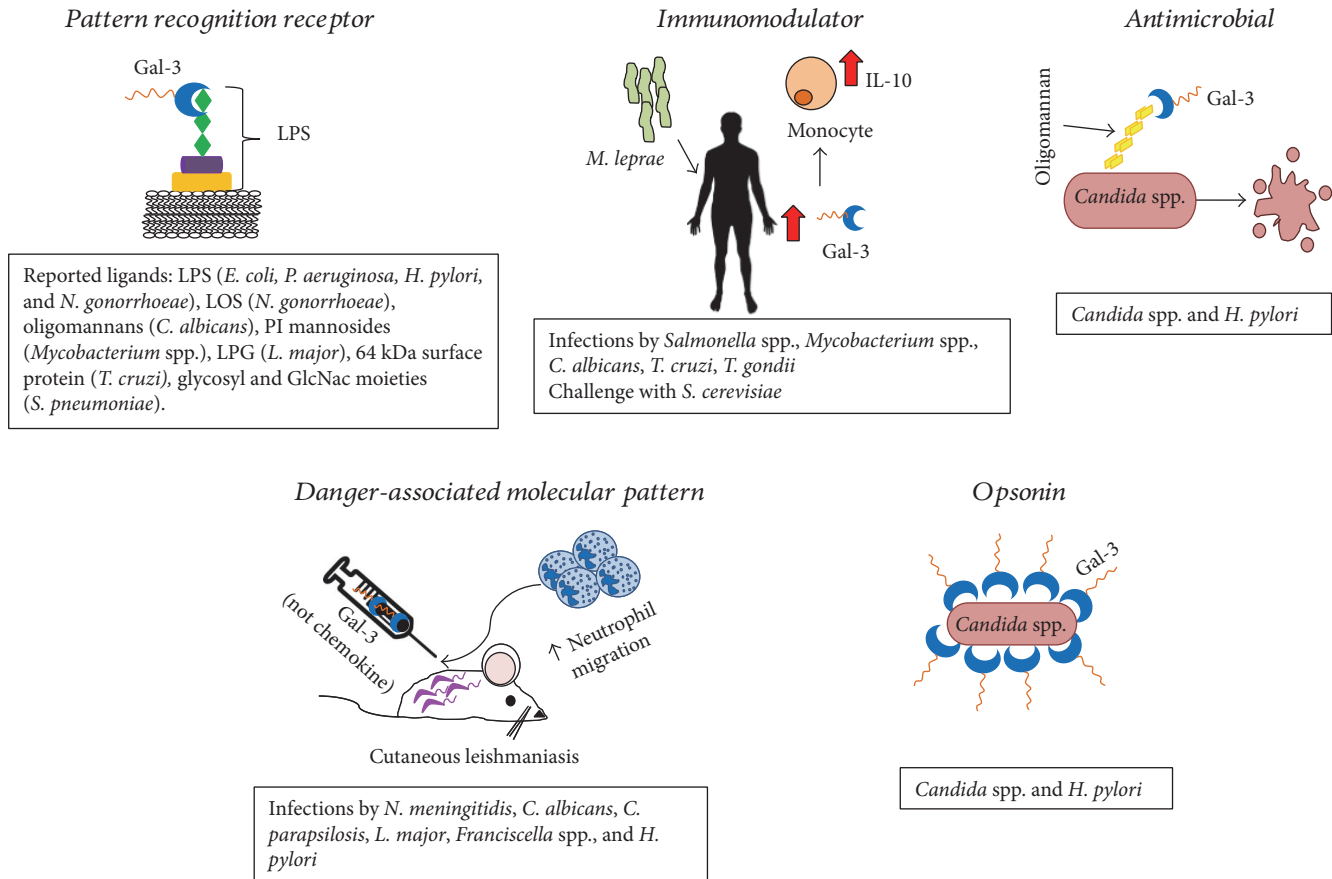 Pattern recognition receptor
Gal-3
LPS
Reported ligands: LPS (E. coli, P. aeruginosa, H. pylori,
and N. gonorrhoeae), LOS (N. gonorrhoeae),
oligomannans (C. albicans), PI mannosides
(Mycobacterium spp.), LPG (L. major), 64 kDa surface
protein (T. cruzi), glycosyl and GlcNac moieties
(S. pneumoniae).
Immunomodulator
M. leprae
IL-10
Monocyte
Gal-3
Infections by Salmonella spp., Mycobacterium spp.,
C. albicans, T. cruzi, T. gondii
Challenge with S. cerevisiae
Antimicrobial
Oligomannan
Gal-3
Candida spp.
Candida spp. and H. pylori
Danger-associated molecular pattern
Gal-3
(not chemokine)
↑ Neutrophil
migration
Cutaneous leishmaniasis
Infections by N. meningitidis, C. albicans, C.
parapsilosis, L. major, Franciscella spp., and H.
pylori
Opsonin
Gal-3
Candida spp.
Candida spp. and H. pylori